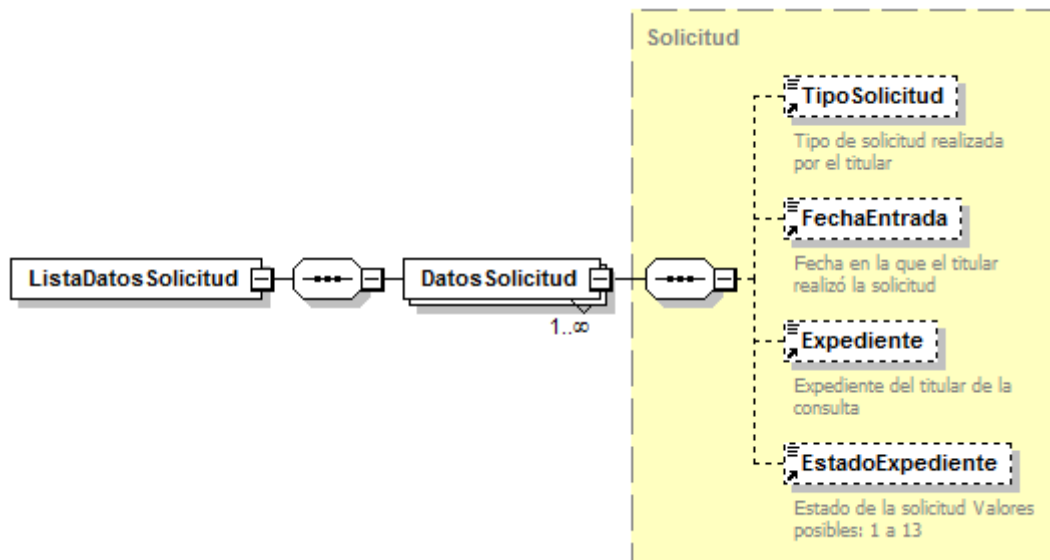 Solicitud
TipoSolicitud
Tipo de solicitud realizada
por el titular
FechaEntrada
Fecha en la que el titular
realizó la solicitud
ListaDatosSolicitud
DatosSolicitud
1..∞
Expediente
Expediente del titular de la
consulta
EstadoExpediente
Estado de la solicitud Valores
posibles: 1 a 13